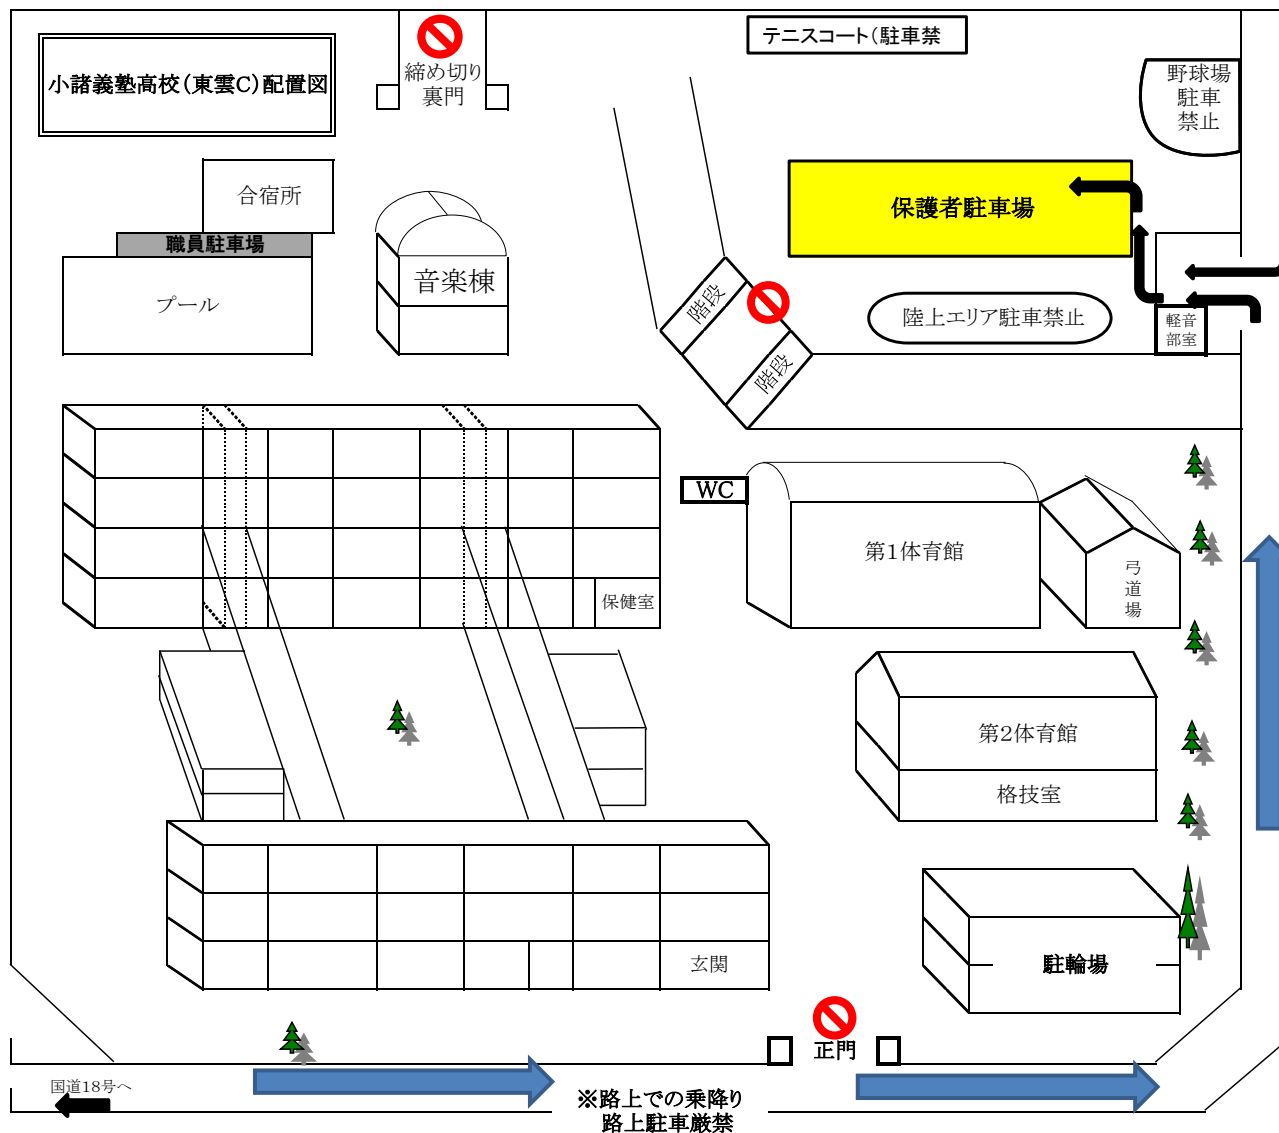 小諸義塾高校(東雲C)配置図
締め切り
裏門
テニスコート(駐車禁
野球場
駐車
禁止
合宿所
職員駐車場
プール
音楽棟
保護者駐車場
階段
階段
陸上エリア駐車禁止
軽音
部室
WC
第1体育館
弓
道
場
保健室
第2体育館
格技室
玄関
駐輪場
正門
国道18号へ
※路上での乗降り
路上駐車厳禁